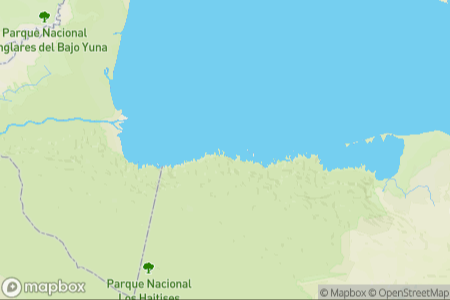 Parque Nacional
nglares del Bajo Yuna
Parque Nacional
Los Haitises
mapbox
© Mapbox © OpenStreetMap